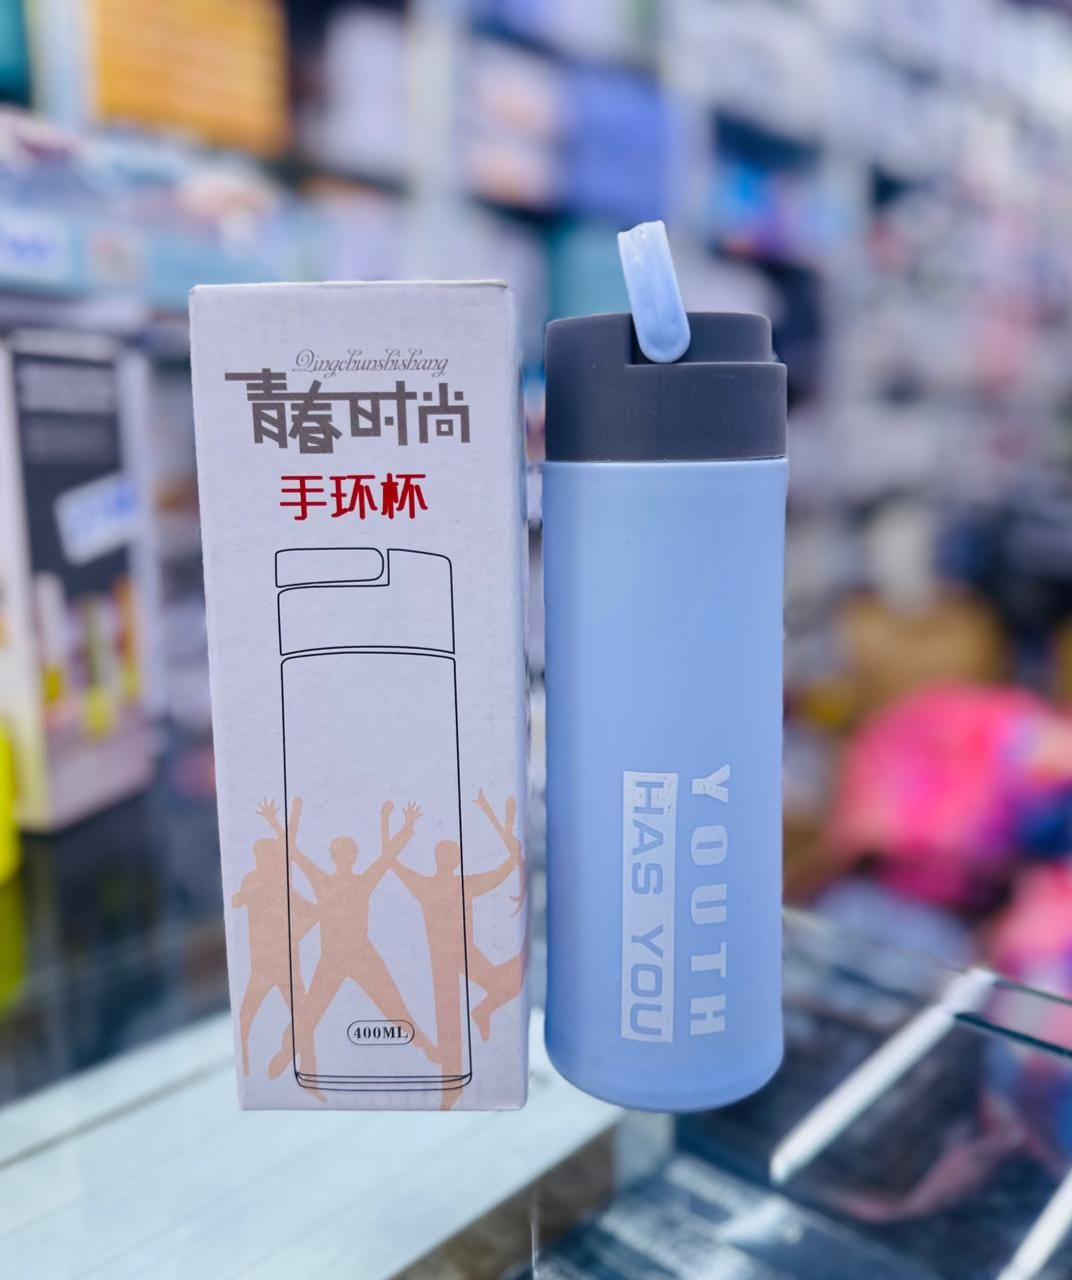 Qingchunshishang
青春时尚
手环杯
400ML
YOUTH
HAS YOU